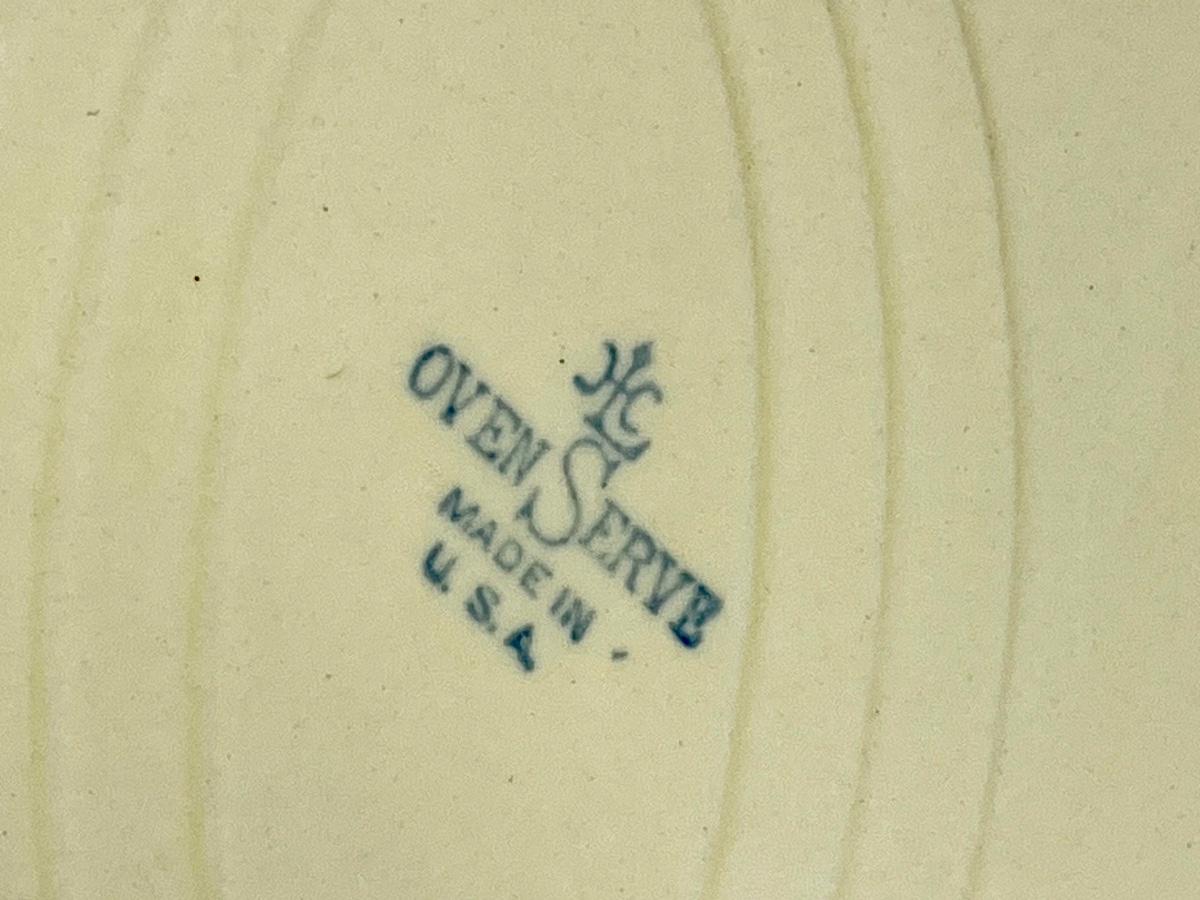 HLC
OVEN SERVE
MADE IN
U.S.A